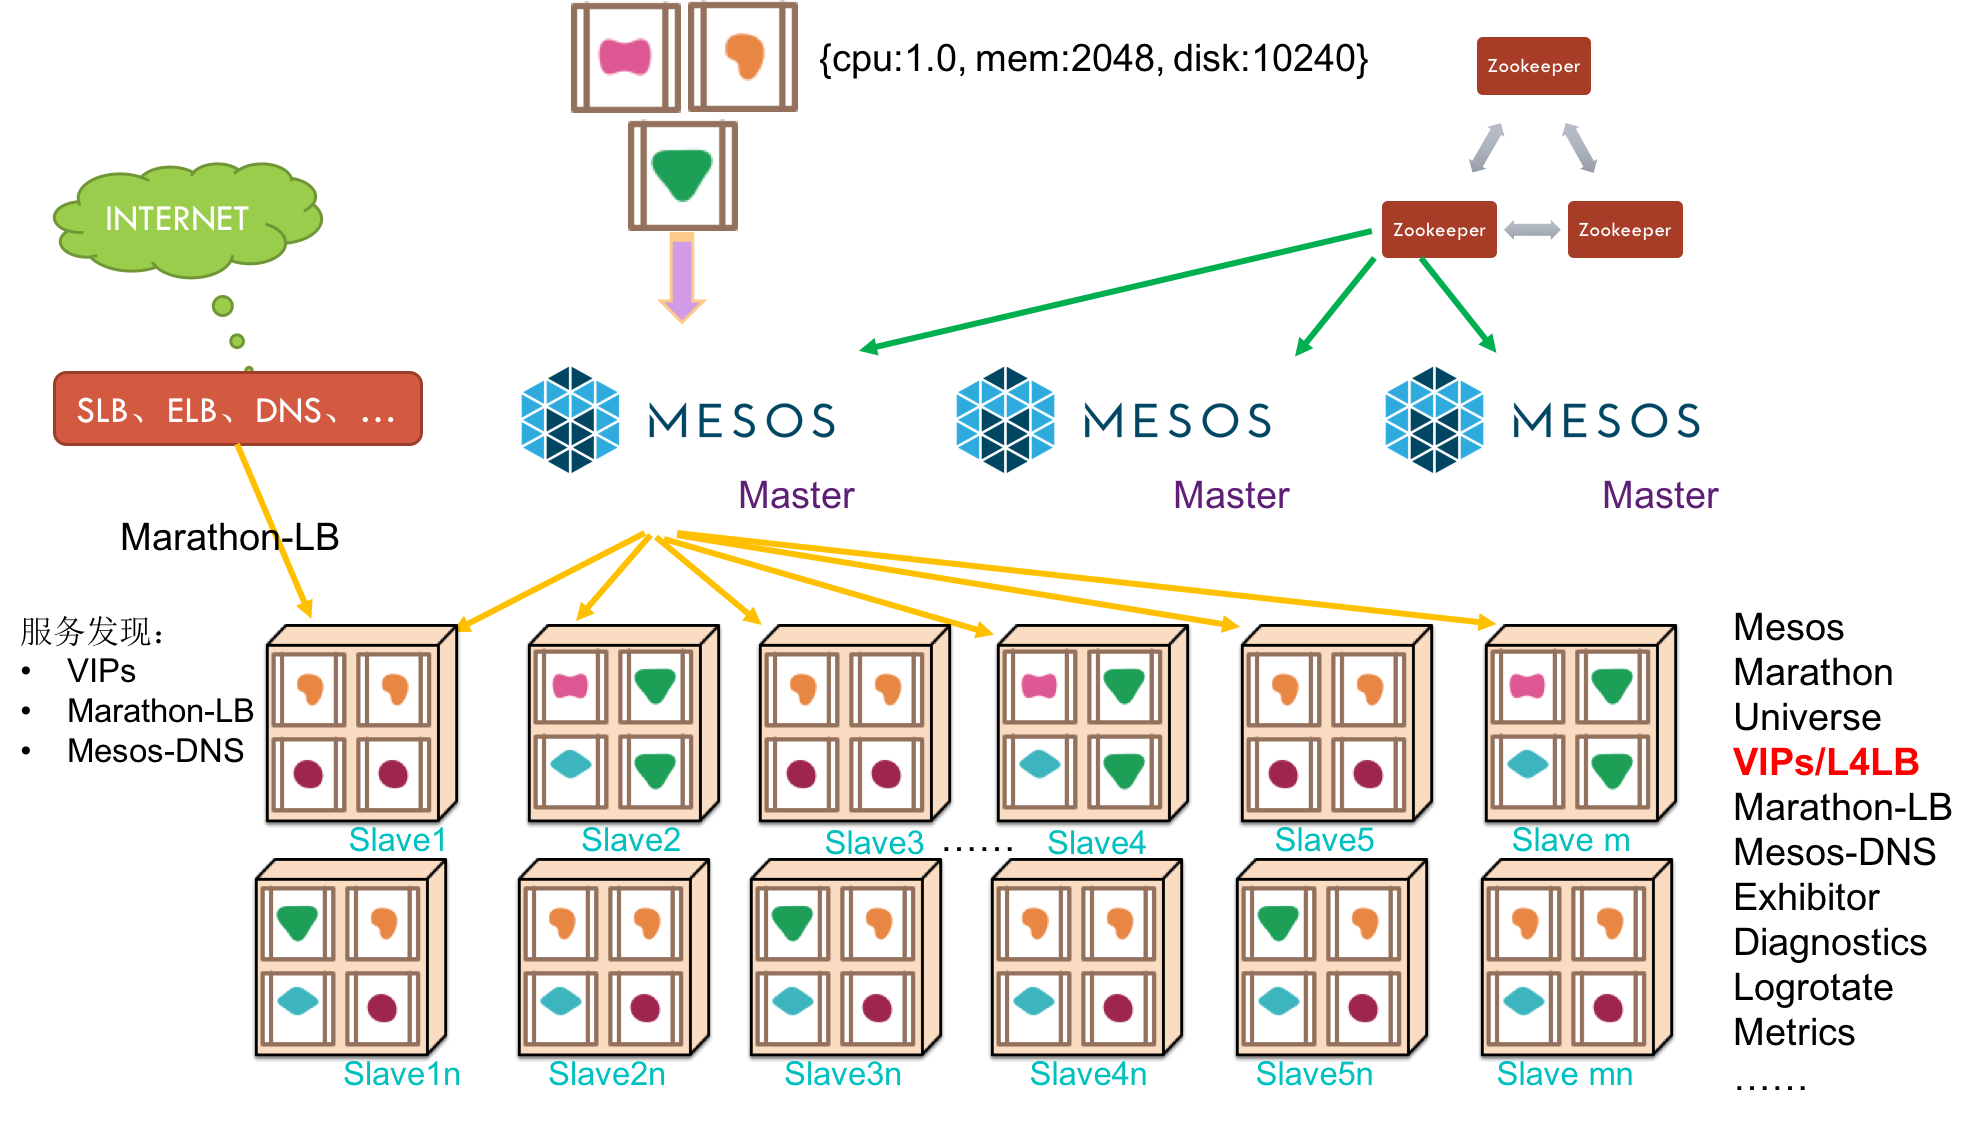 {cpu:1.0, mem:2048, disk:10240}
Zookeeper
Zookeeper
Zookeeper
INTERNET
SLB、ELB、DNS、…
MESOS
MESOS
MESOS
Master
Master
Master
Marathon-LB
服务发现：
• VIPs
• Marathon-LB
• Mesos-DNS
Slave1
Slave2
Slave3
……
Slave4
Slave5
Slave m
Slave1n
Slave2n
Slave3n
Slave4n
Slave5n
Slave mn
Mesos
Marathon
Universe
VIPs/L4LB
Marathon-LB
Mesos-DNS
Exhibitor
Diagnostics
Logrotate
Metrics
……